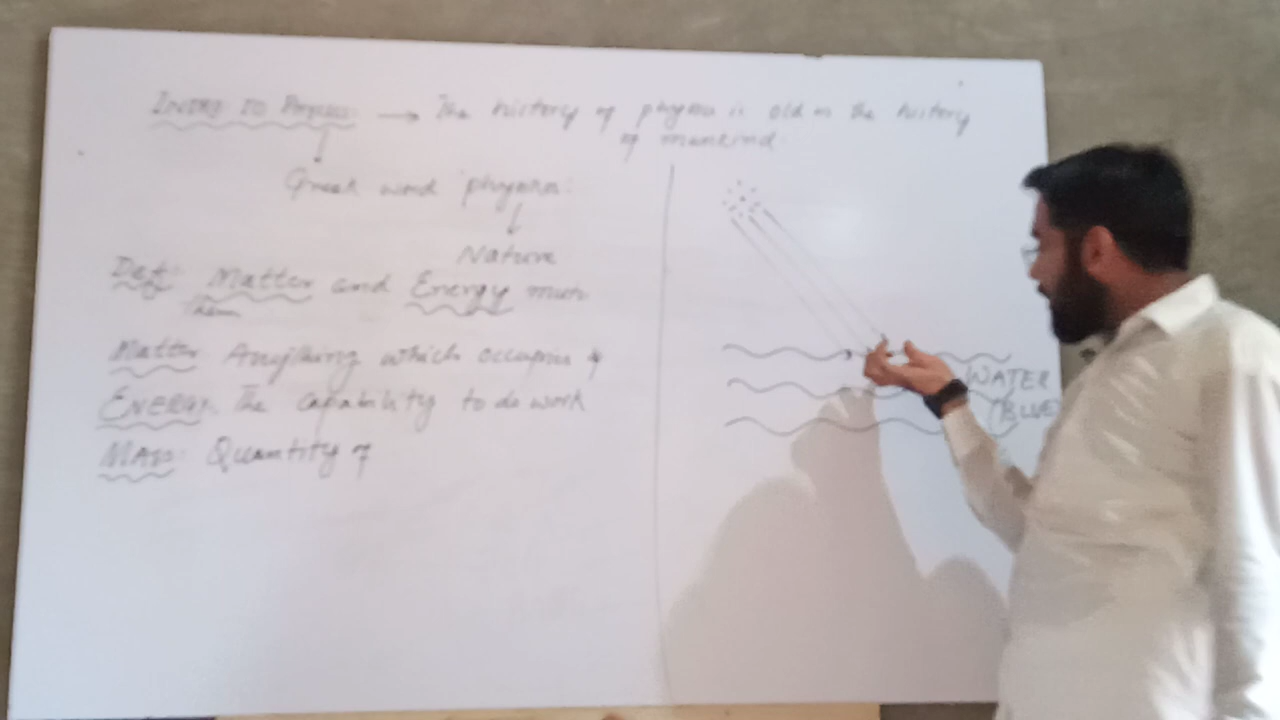 INTRO TO PHYSICS: → The history of physics is old as the history
of mankind
Greek word 'physis:
Nature
Def: Matter and Energy
Matter Anything which occupies
ENERGY: The capability to do work
MASS: Quantity of
WATER
(BLUE)